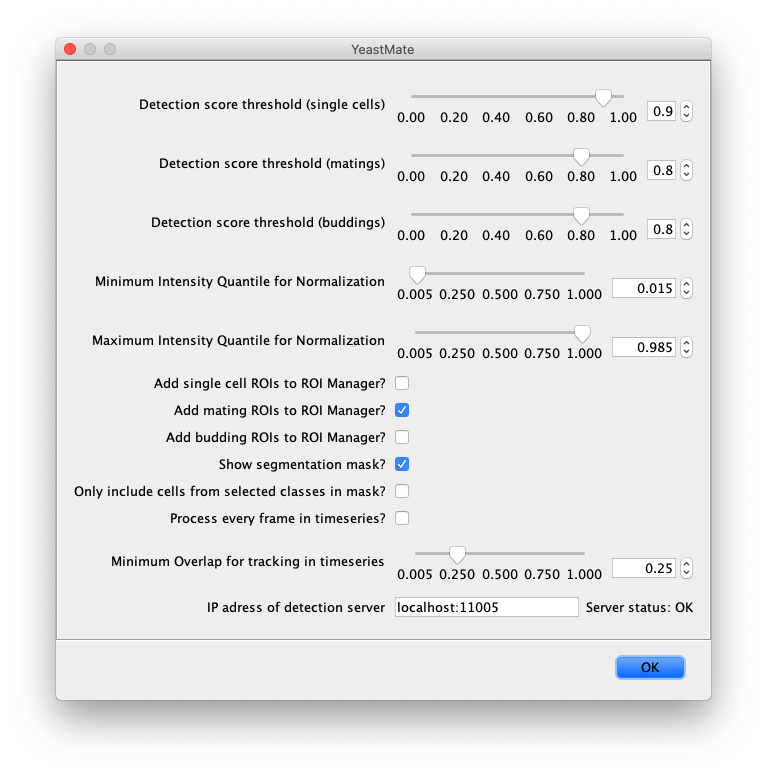 YeastMate
Detection score threshold (single cells)
0.00 0.20 0.40 0.60 0.80 1.00
0.9
Detection score threshold (matings)
0.00 0.20 0.40 0.60 0.80 1.00
0.8
Detection score threshold (buddings)
0.00 0.20 0.40 0.60 0.80 1.00
0.8
Minimum Intensity Quantile for Normalization
0.005 0.250 0.500 0.750 1.000
0.015
Maximum Intensity Quantile for Normalization
0.005 0.250 0.500 0.750 1.000
0.985
Add single cell ROIs to ROI Manager?
Add mating ROIs to ROI Manager?
Add budding ROIs to ROI Manager?
Show segmentation mask?
Only include cells from selected classes in mask?
Process every frame in timeseries?
Minimum Overlap for tracking in timeseries
0.005 0.250 0.500 0.750 1.000
0.25
IP adress of detection server
localhost:11005
Server status: OK
OK